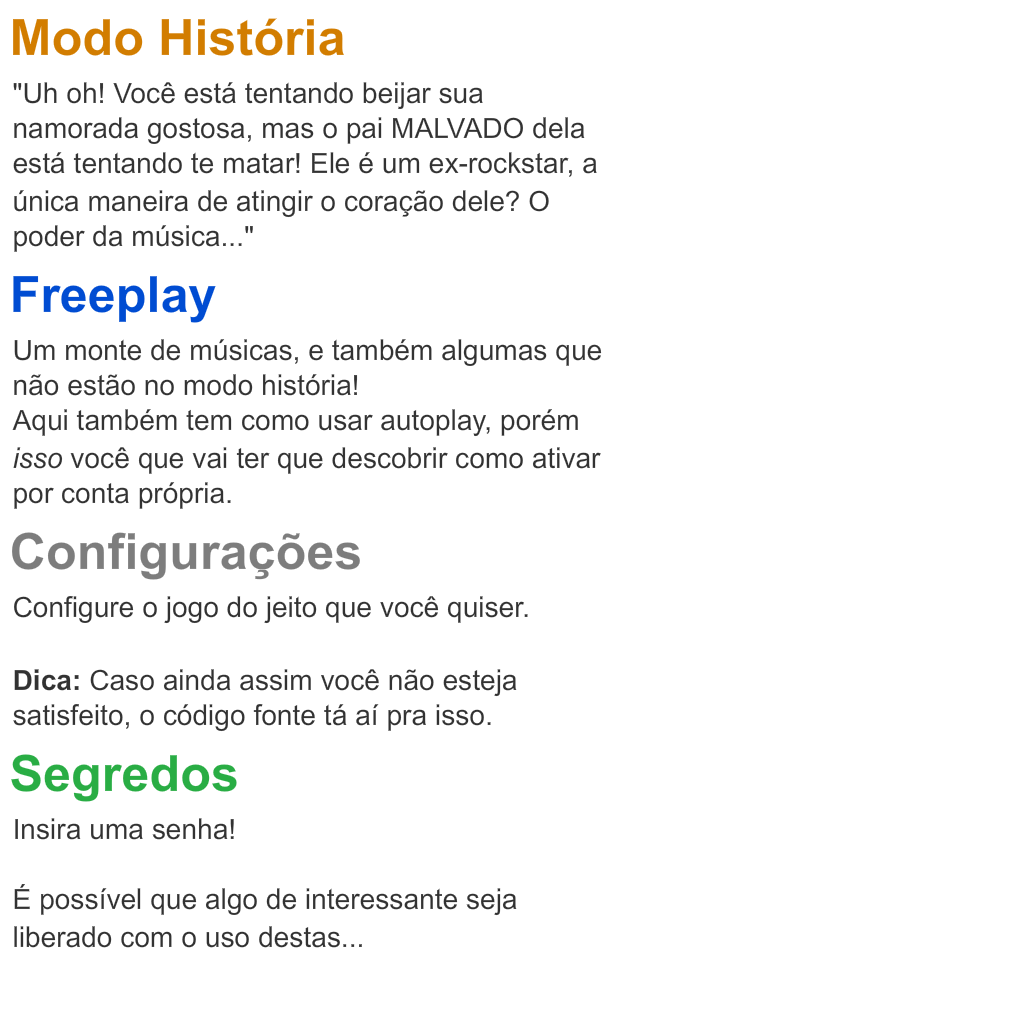 Modo História
"Uh oh! Você está tentando beijar sua
namorada gostosa, mas o pai MALVADO dela
está tentando te matar! Ele é um ex-rockstar, a
única maneira de atingir o coração dele? O
poder da música..."
Freeplay
Um monte de músicas, e também algumas que
não estão no modo história!
Aqui também tem como usar autoplay, porém
isso você que vai ter que descobrir como ativar
por conta própria.
Configurações
Configure o jogo do jeito que você quiser.
Dica: Caso ainda assim você não esteja
satisfeito, o código fonte tá aí pra isso.
Segredos
Insira uma senha!
É possível que algo de interessante seja
liberado com o uso destas...